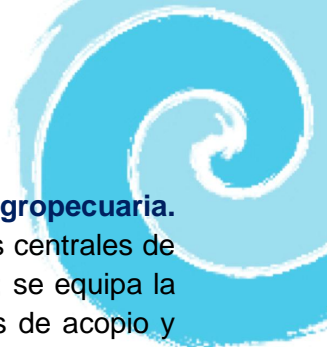 gropecuaria.
s centrales de
se equipa la
s de acopio y